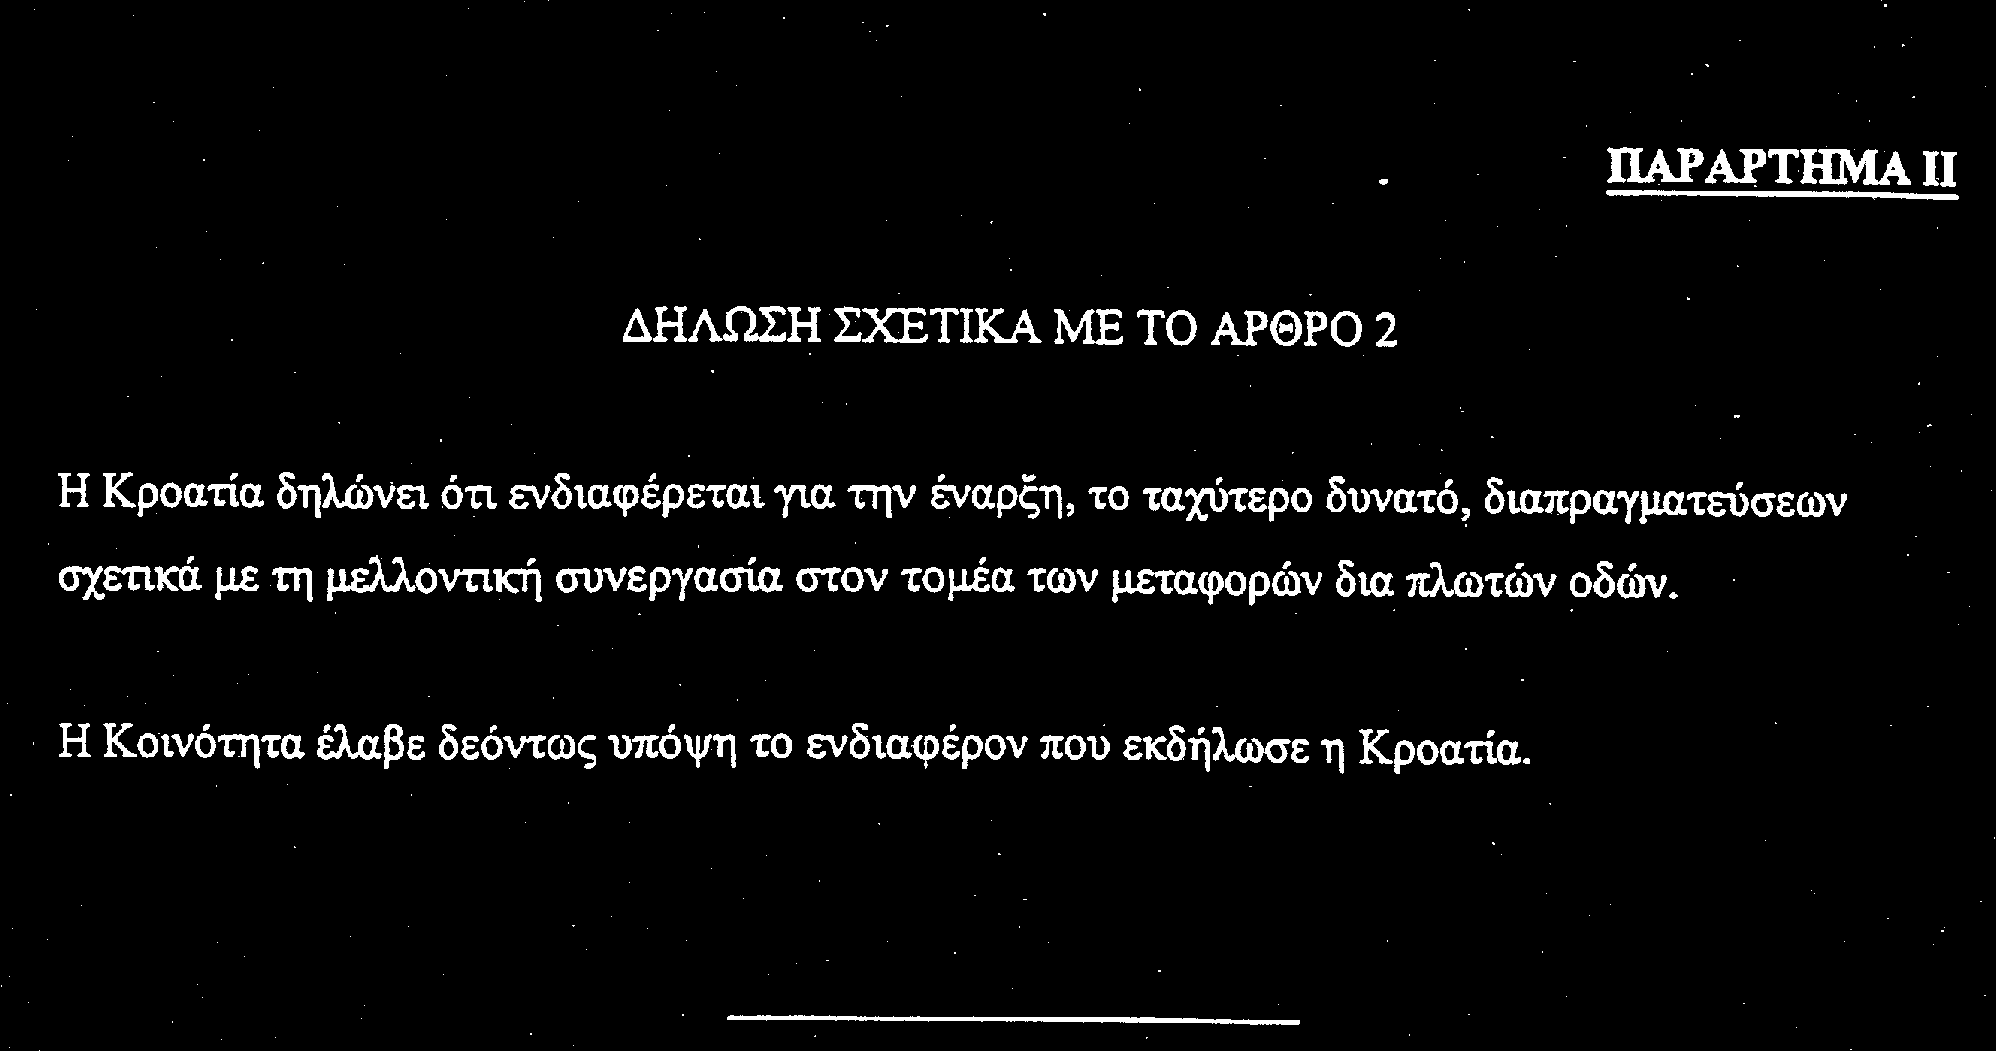 ΠΑΡΑΡΤΗΜΑ ΙΙ
ΔΗΛΩΣΗ ΣΧΕΤΙΚΑ ΜΕ ΤΟ ΑΡΘΡΟ 2
Η Κροατία δηλώνει ότι ενδιαφέρεται για την έναρξη, το ταχύτερο δυνατό, διαπραγματεύσεων
σχετικά με τη μελλοντική συνεργασία στον τομέα των μεταφορών δια πλωτών οδών.
Η Κοινότητα έλαβε δεόντως υπόψη το ενδιαφέρον που εκδήλωσε η Κροατία.